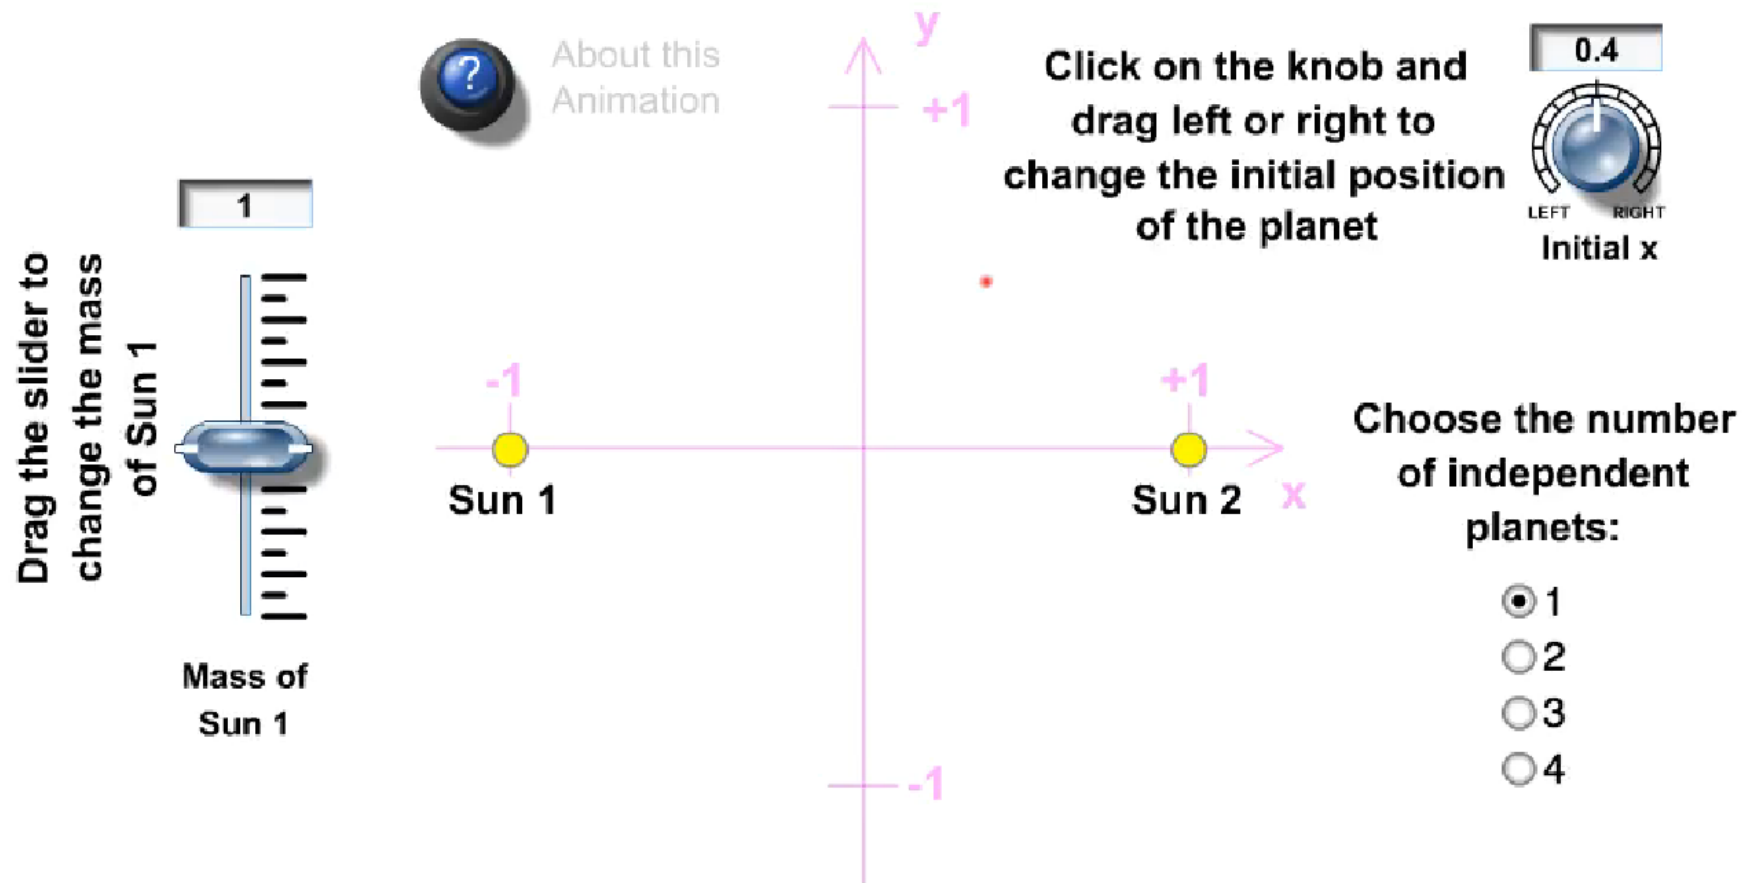 About this
Animation
y
+1
Click on the knob and
drag left or right to
change the initial position
of the planet
0.4
LEFT RIGHT
Initial x
1
Drag the slider to
change the mass
of Sun 1
Mass of
Sun 1
-1
Sun 1
+1
Sun 2
x
-1
Choose the number
of independent
planets:
1
2
3
4
?